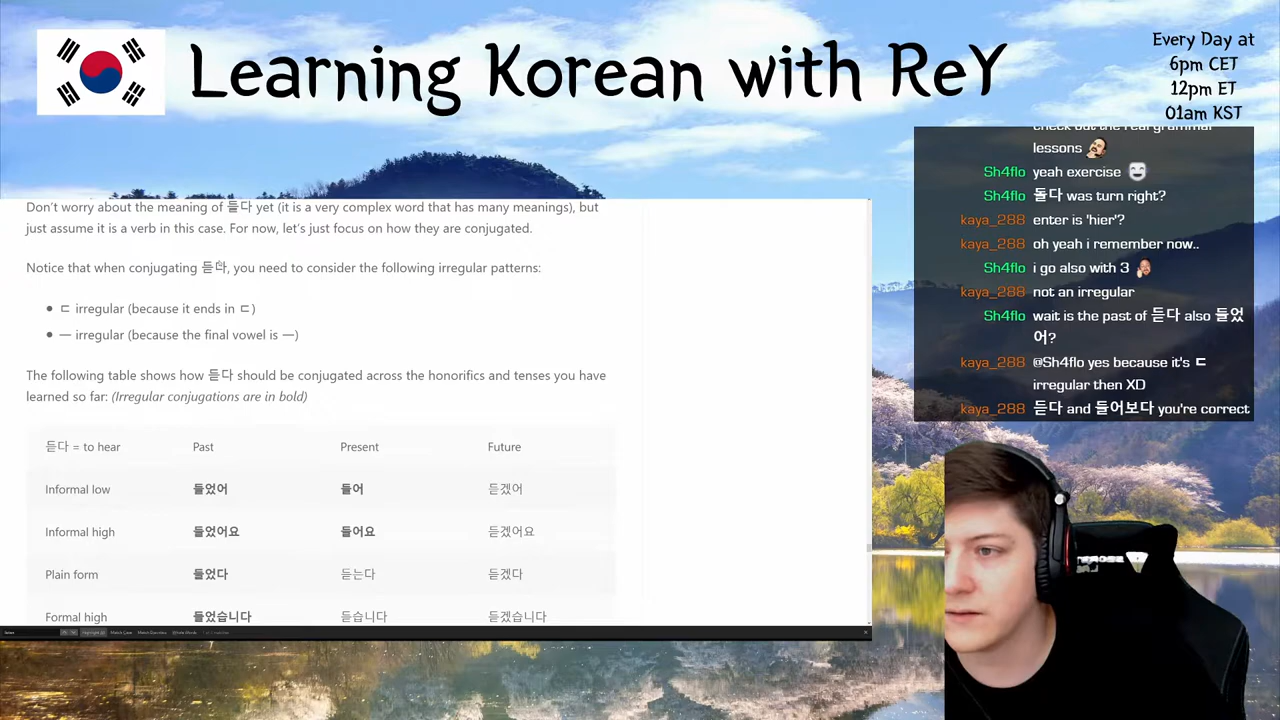 Learning Korean with ReY
Every Day at
6pm CET
12pm ET
01am KST
check out the real grammar
lessons
Sh4flo yeah exercise
Sh4flo 돌다 was turn right?
kaya_288 enter is 'hier'?
kaya_288 oh yeah i remember now..
Sh4flo i go also with 3
kaya_288 not an irregular
Sh4flo wait is the past of 듣다 also 들었
어?
kaya_288 @Sh4flo yes because it's ㄷ
irregular then XD
kaya_288 듣다 and 들어보다 you're correct
Don't worry about the meaning of 들다 yet (it is a very complex word that has many meanings), but
just assume it is a verb in this case. For now, let's just focus on how they are conjugated.
Notice that when conjugating 듣다, you need to consider the following irregular patterns:
● ㄷ irregular (because it ends in ㄷ)
● ㅡ irregular (because the final vowel is ㅡ)
The following table shows how 듣다 should be conjugated across the honorifics and tenses you have
learned so far: (Irregular conjugations are in bold)
듣다 = to hear Past Present Future
Informal low 들었어 들어 듣겠어
Informal high 들었어요 들어요 듣겠어요
Plain form 들었다 듣는다 듣겠다
Formal high 들었습니다 듣습니다 듣겠습니다